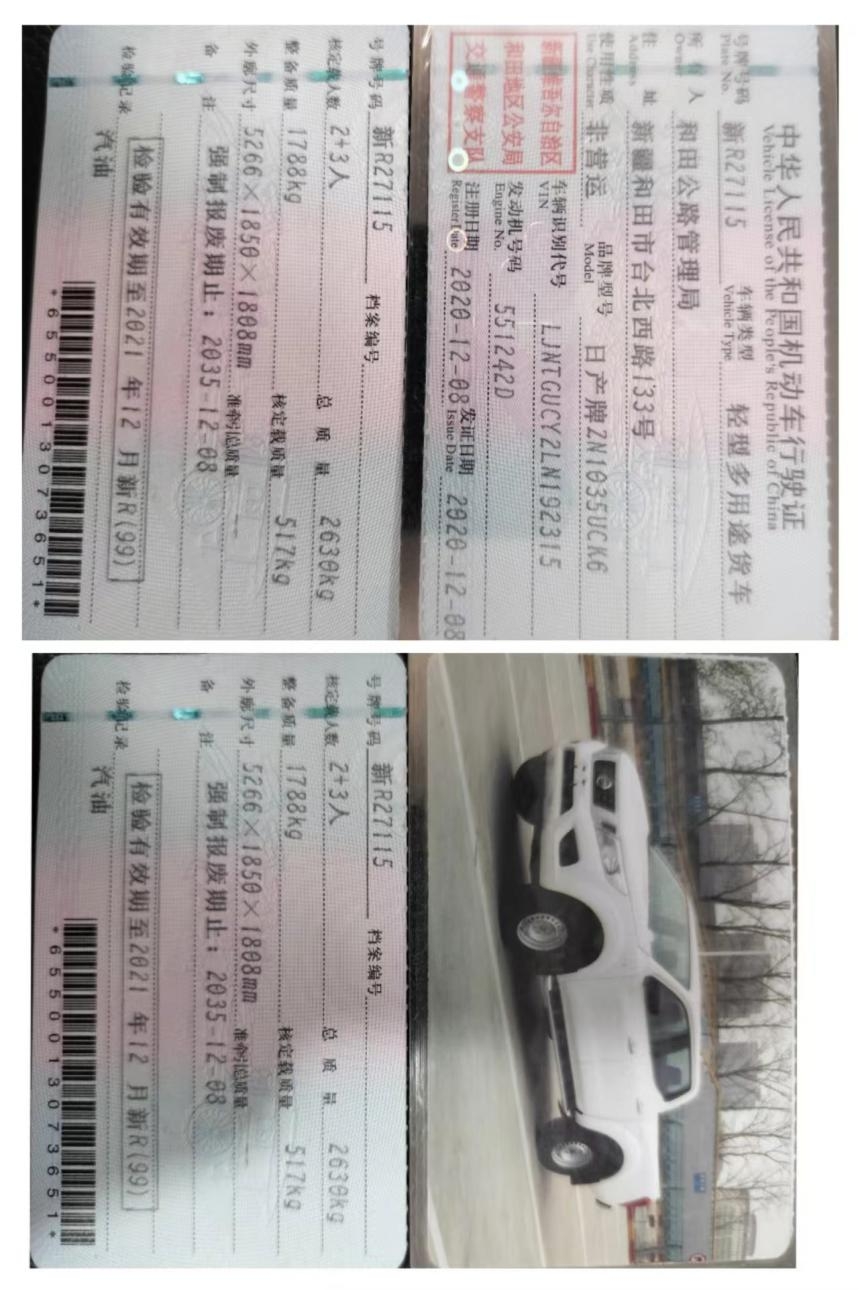 中华人民共和国机动车行驶证
Vehicle License of the People's Republic of China
号牌号码 新R27115 车辆类型 轻型多用途货车
Plate No. Vehicle Type
所有人 和田公路管理局
Owner
住址 新疆和田市台北西路133号
Address
使用性质 非营运 品牌型号 日产牌ZN1035UCK6
Use Character Model
新疆维吾尔自治区
和田地区公安局
交通警察支队
车辆识别代号 LJNTGUCY2LN192315
VIN
发动机号码 551242D
Engine No.
注册日期 2020-12-08 发证日期 2020-12-08
Register Date Issue Date
号牌号码 新R27115 档案编号
核定载人数 2+3人 总质量 2630kg
整备质量 1788kg 核定载质量 517kg
外廓尺寸 5266×1850×1808mm 准牵引总质量 —
备注 强制报废期止：2035-12-08
检验记录 检验有效期至2021 年12 月新R(99)
汽油
*6550013073651*
号牌号码 新R27115 档案编号
核定载人数 2+3人 总质量 2630kg
整备质量 1788kg 核定载质量 517kg
外廓尺寸 5266×1850×1808mm 准牵引总质量
备注 强制报废期止：2035-12-08
检验记录 检验有效期至2021 年12 月新R(99)
汽油
*6550013073651*